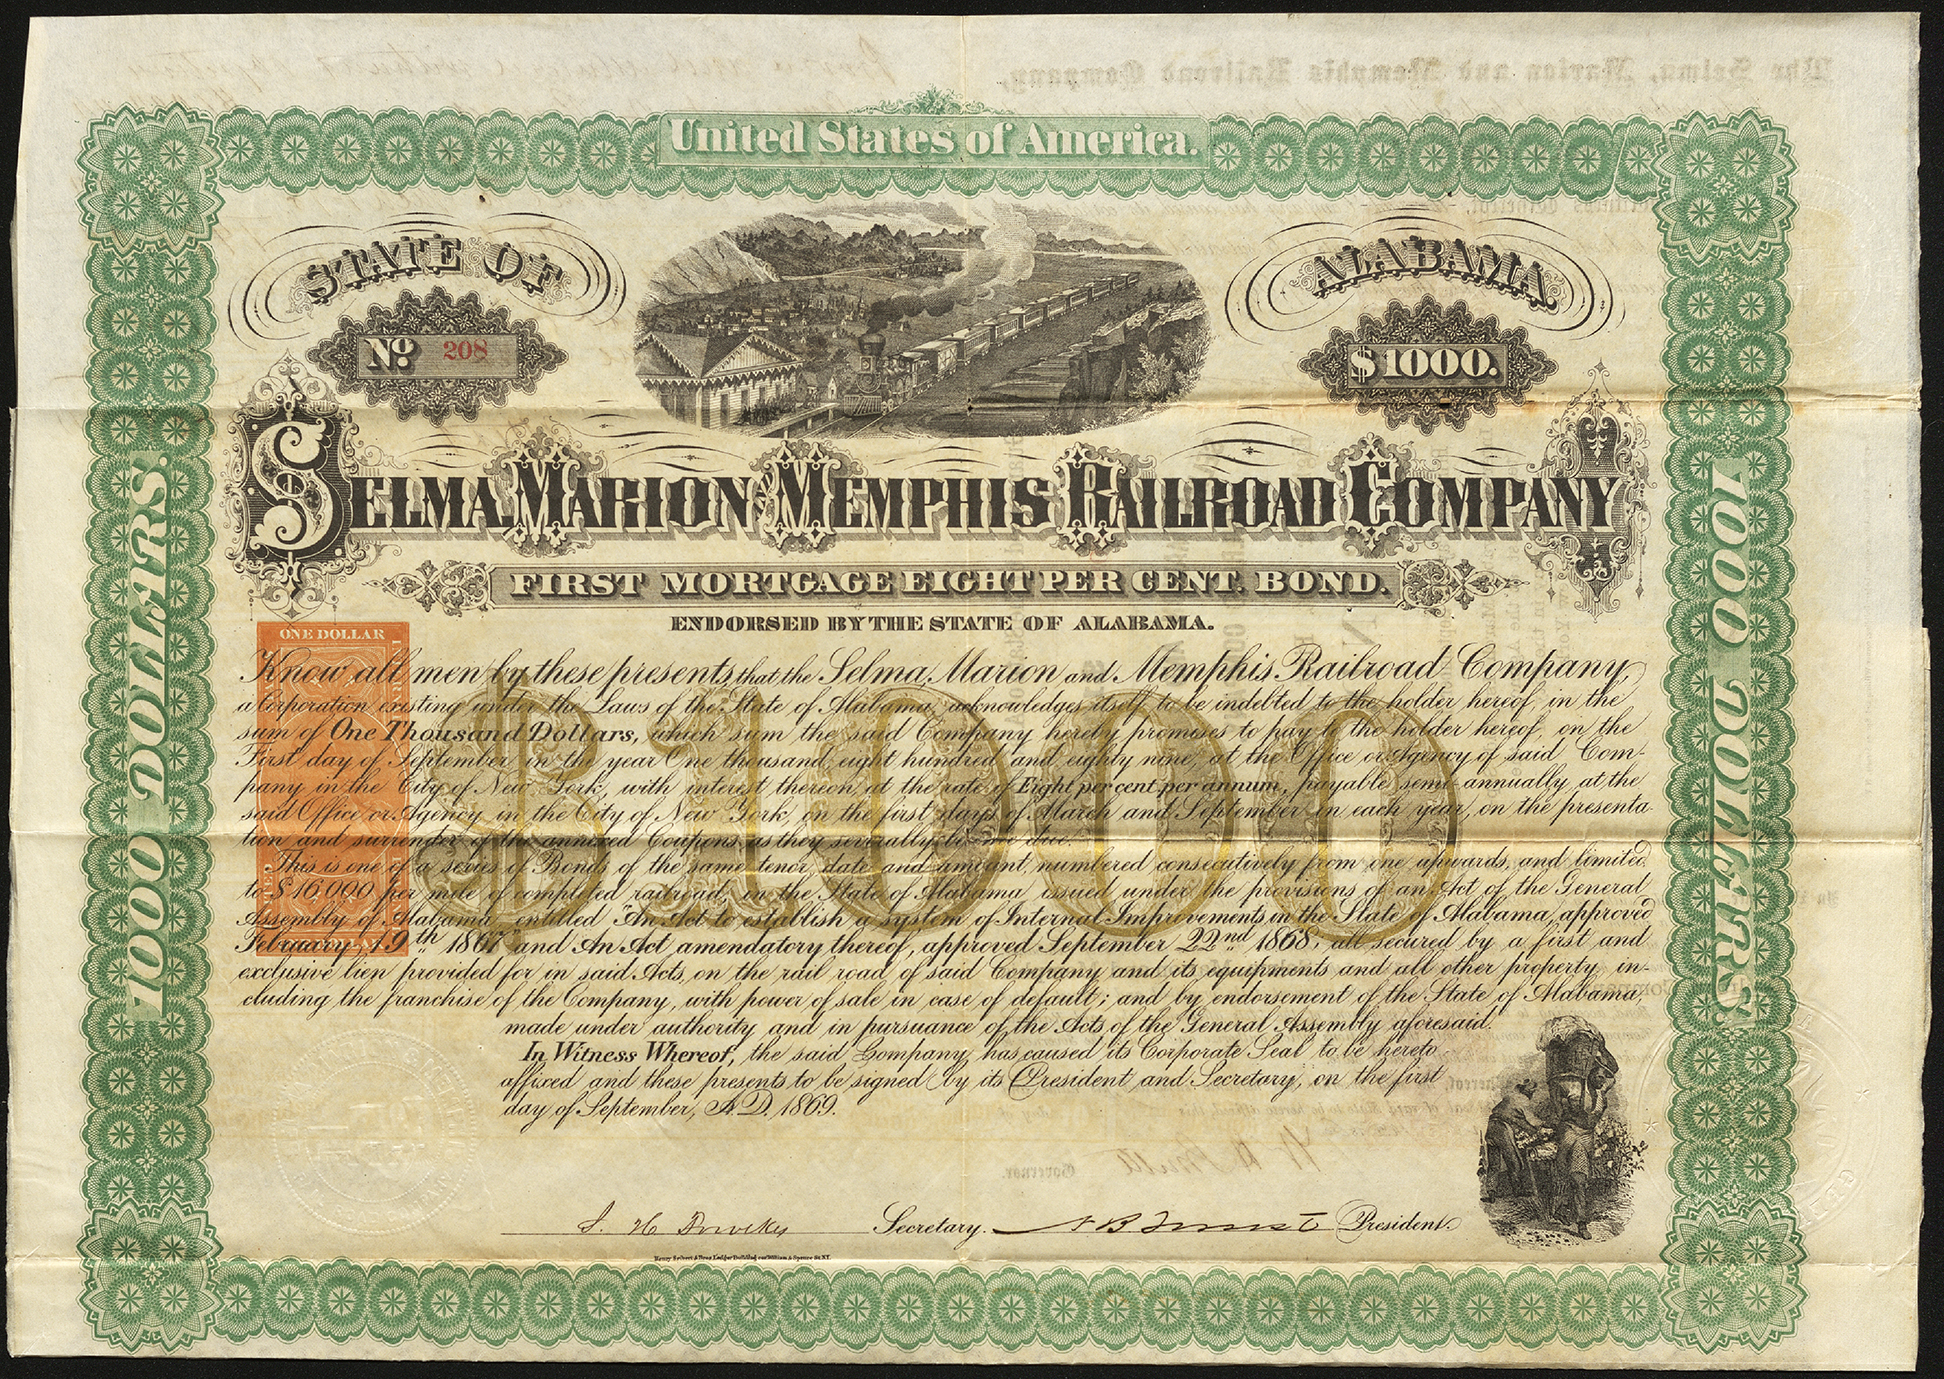 United States of America.
STATE OF
ALABAMA.
No. 208
$1000.
SELMA, MARION AND MEMPHIS RAILROAD COMPANY
FIRST MORTGAGE EIGHT PER CENT. BOND.
ENDORSED BY THE STATE OF ALABAMA.
1000 DOLLARS.
1000 DOLLARS
ONE DOLLAR
$1000
Know all men by these presents, that the Selma, Marion and Memphis Railroad Company,
a Corporation existing under the Laws of the State of Alabama, acknowledges itself to be indebted to the holder hereof, in the
sum of One Thousand Dollars, which sum the said Company hereby promises to pay to the holder hereof, on the
First day of September, in the year One thousand, eight hundred and eighty nine, at the Office or Agency of said Com-
pany in the City of New York, with interest thereon at the rate of Eight per cent per annum, payable semi-annually at the
said Office or Agency, in the City of New York, on the first days of March and September in each year, on the presenta-
tion and surrender of the annexed Coupons, as they severally become due.
This is one of a series of Bonds of the same tenor, date and amount, numbered consecutively from one upwards, and limited
to $16,000 per mile of completed railroad, in the State of Alabama, issued under the provisions of an Act of the General
Assembly of Alabama, entitled "An Act to establish a system of Internal Improvements in the State of Alabama, approved
February, 19th 1867" and An Act amendatory thereof, approved September 22nd 1868; all secured by a first and
exclusive lien provided for in said Acts, on the rail road of said Company and its equipments and all other property, in-
cluding the franchise of the Company, with power of sale in case of default; and by endorsement of the State of Alabama,
made under authority and in pursuance of the Acts of the General Assembly aforesaid.
In Witness Whereof, the said Company, has caused its Corporate Seal to be hereto
affixed and these presents to be signed by its President and Secretary, on the first
day of September, A.D. 1869.
Secretary.
N B Forrest President.
Henry Seibert & Bros. Ledger Building cor William & Spruce St. N.Y.